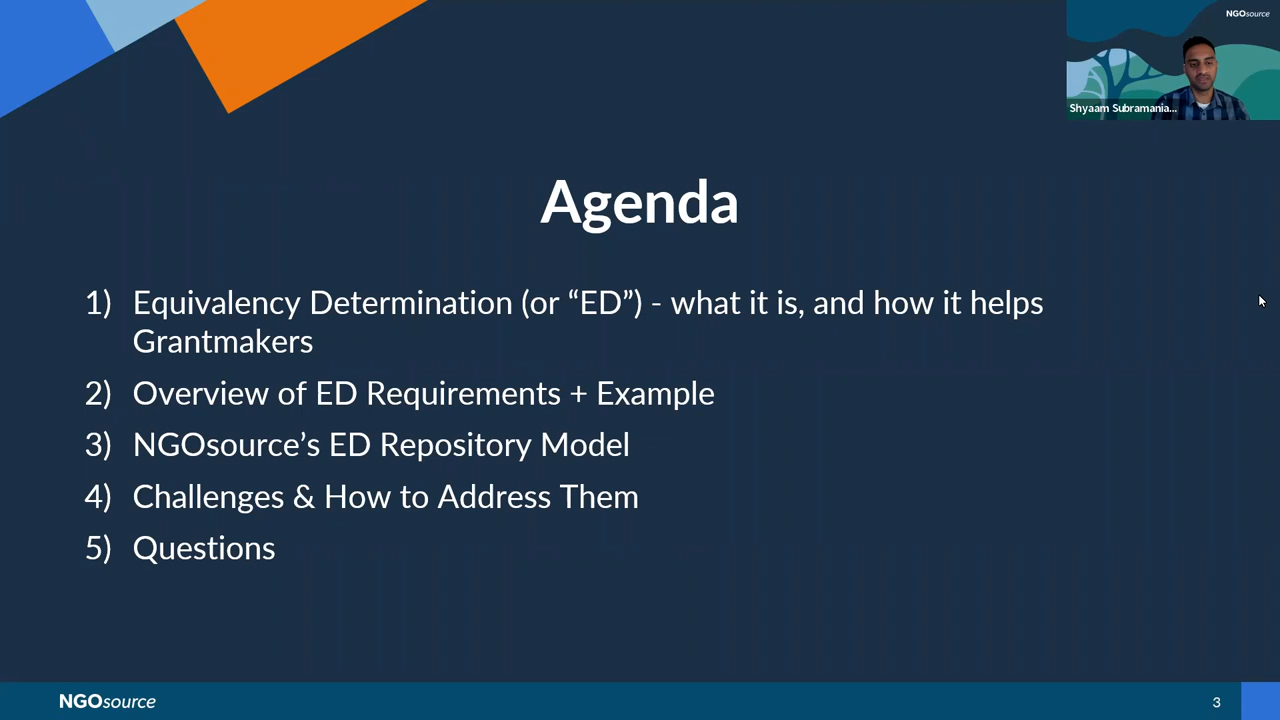 NGOsource
Shyaam Subramania...
Agenda
1) Equivalency Determination (or “ED”) - what it is, and how it helps
Grantmakers
2) Overview of ED Requirements + Example
3) NGOsource’s ED Repository Model
4) Challenges & How to Address Them
5) Questions
NGOsource
3